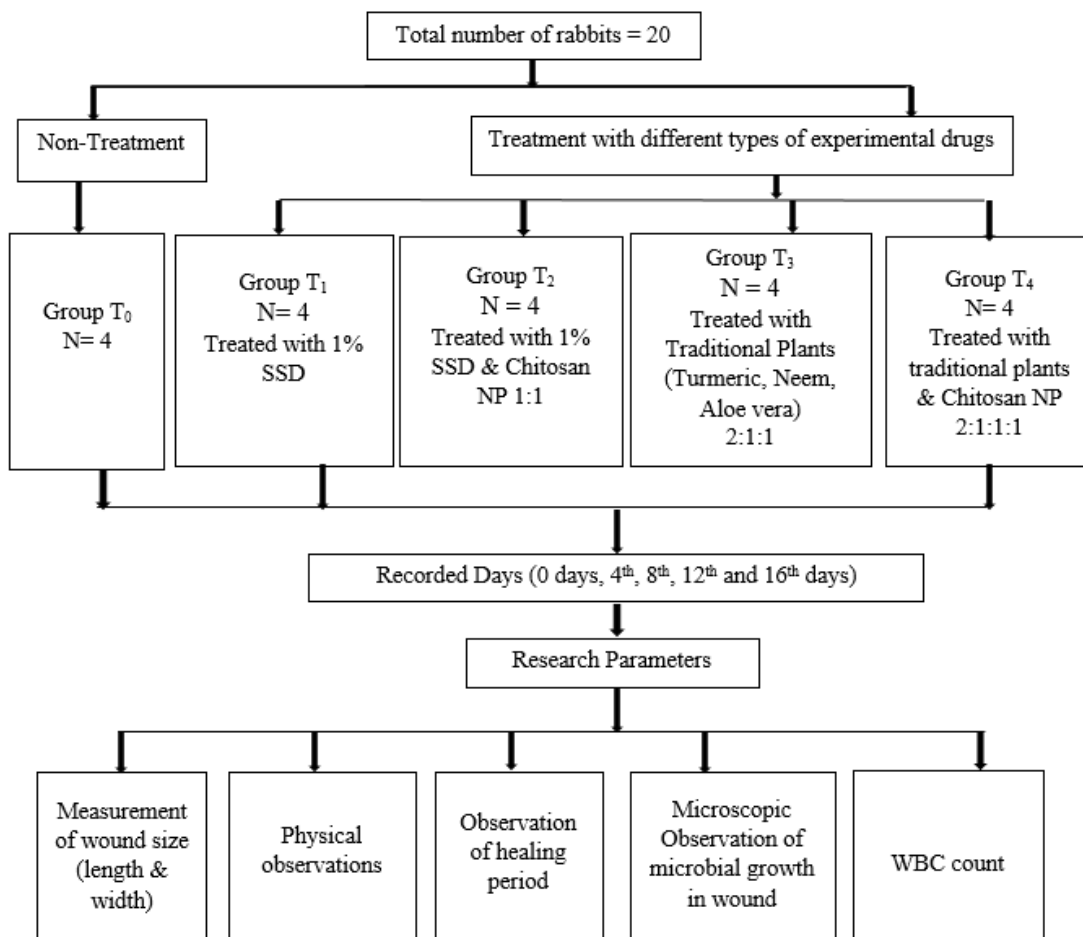 Total number of rabbits = 20
Non-Treatment
Treatment with different types of experimental drugs
Group T₀
N= 4
Group T₁
N= 4
Treated with 1%
SSD
Group T₂
N = 4
Treated with 1%
SSD & Chitosan
NP 1:1
Group T₃
N = 4
Treated with
Traditional Plants
(Turmeric, Neem,
Aloe vera)
2:1:1
Group T₄
N= 4
Treated with
traditional plants
& Chitosan NP
2:1:1:1
Recorded Days (0 days, 4ᵗʰ, 8ᵗʰ, 12ᵗʰ and 16ᵗʰ days)
Research Parameters
Measurement
of wound size
(length &
width)
Physical
observations
Observation
of healing
period
Microscopic
Observation of
microbial growth
in wound
WBC count